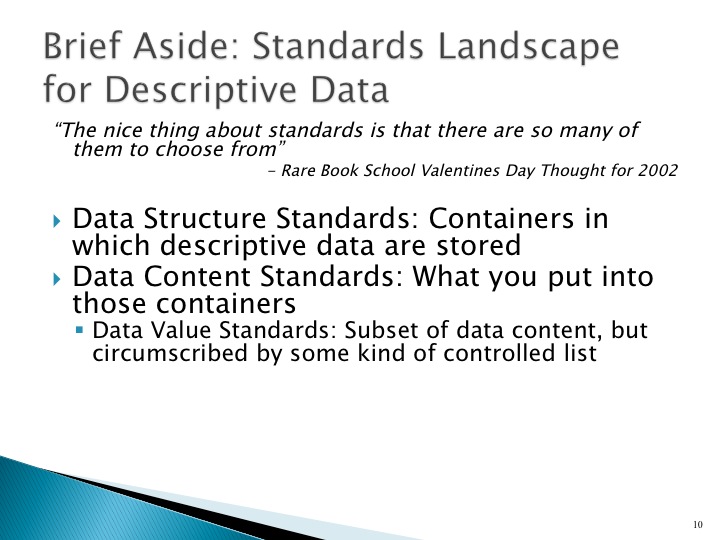 Brief Aside: Standards Landscape
for Descriptive Data
“The nice thing about standards is that there are so many of
them to choose from”
- Rare Book School Valentines Day Thought for 2002
Data Structure Standards: Containers in
which descriptive data are stored
Data Content Standards: What you put into
those containers
Data Value Standards: Subset of data content, but
circumscribed by some kind of controlled list
10